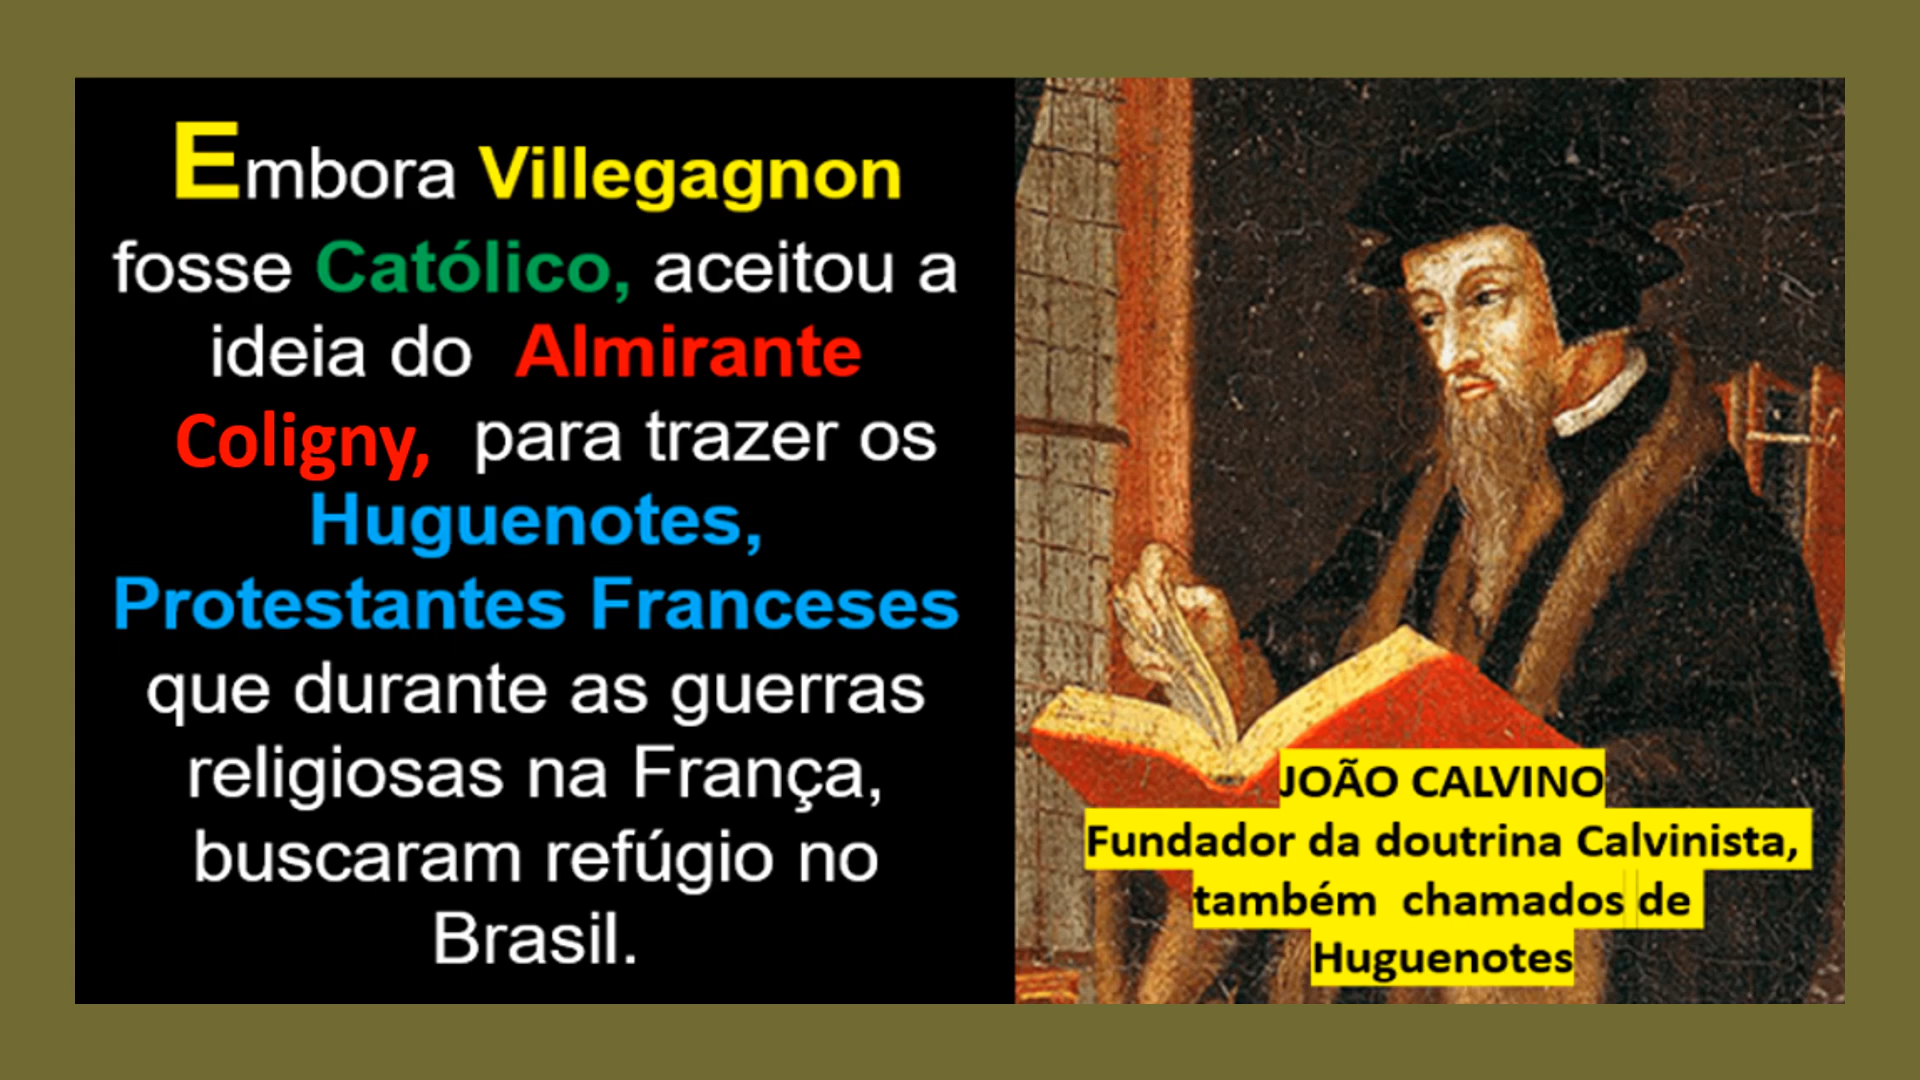 Embora Villegagnon
fosse Católico, aceitou a
ideia do Almirante
Coligny, para trazer os
Huguenotes,
Protestantes Franceses
que durante as guerras
religiosas na França,
buscaram refúgio no
Brasil.
JOÃO CALVINO
Fundador da doutrina Calvinista,
também chamados de
Huguenotes